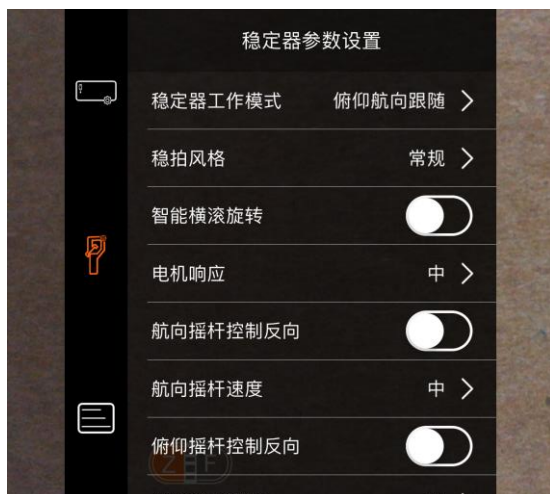 稳定器参数设置
稳定器工作模式 俯仰航向跟随
稳拍风格 常规
智能横滚旋转
电机响应 中
航向摇杆控制反向
航向摇杆速度 中
俯仰摇杆控制反向
Z F